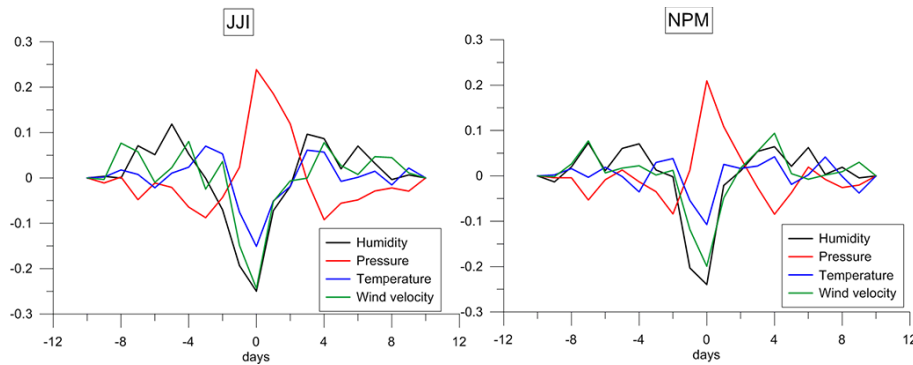 JJI
0.3
0.2
0.1
0
-0.1
-0.2
-0.3
-12
-8
-4
0
4
8
12
days
Humidity
Pressure
Temperature
Wind velocity
NPM
0.3
0.2
0.1
0
-0.1
-0.2
-0.3
-12
-8
-4
0
4
8
12
days
Humidity
Pressure
Temperature
Wind velocity